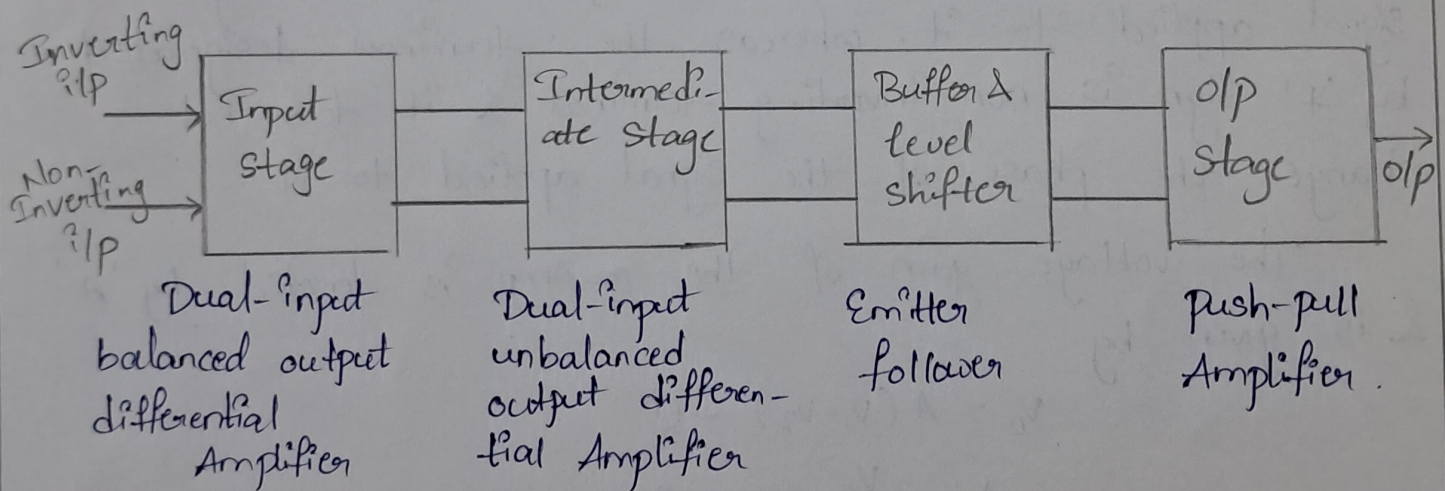 Inverting
i/p
Non-
Inverting
i/p
Input
stage
Intermedi-
ate stage
Buffer &
level
shifter
o/p
stage
o/p
Dual-input
balanced output
differential
Amplifier
Dual-input
unbalanced
output differen-
tial Amplifier
Emitter
follower
push-pull
Amplifier.